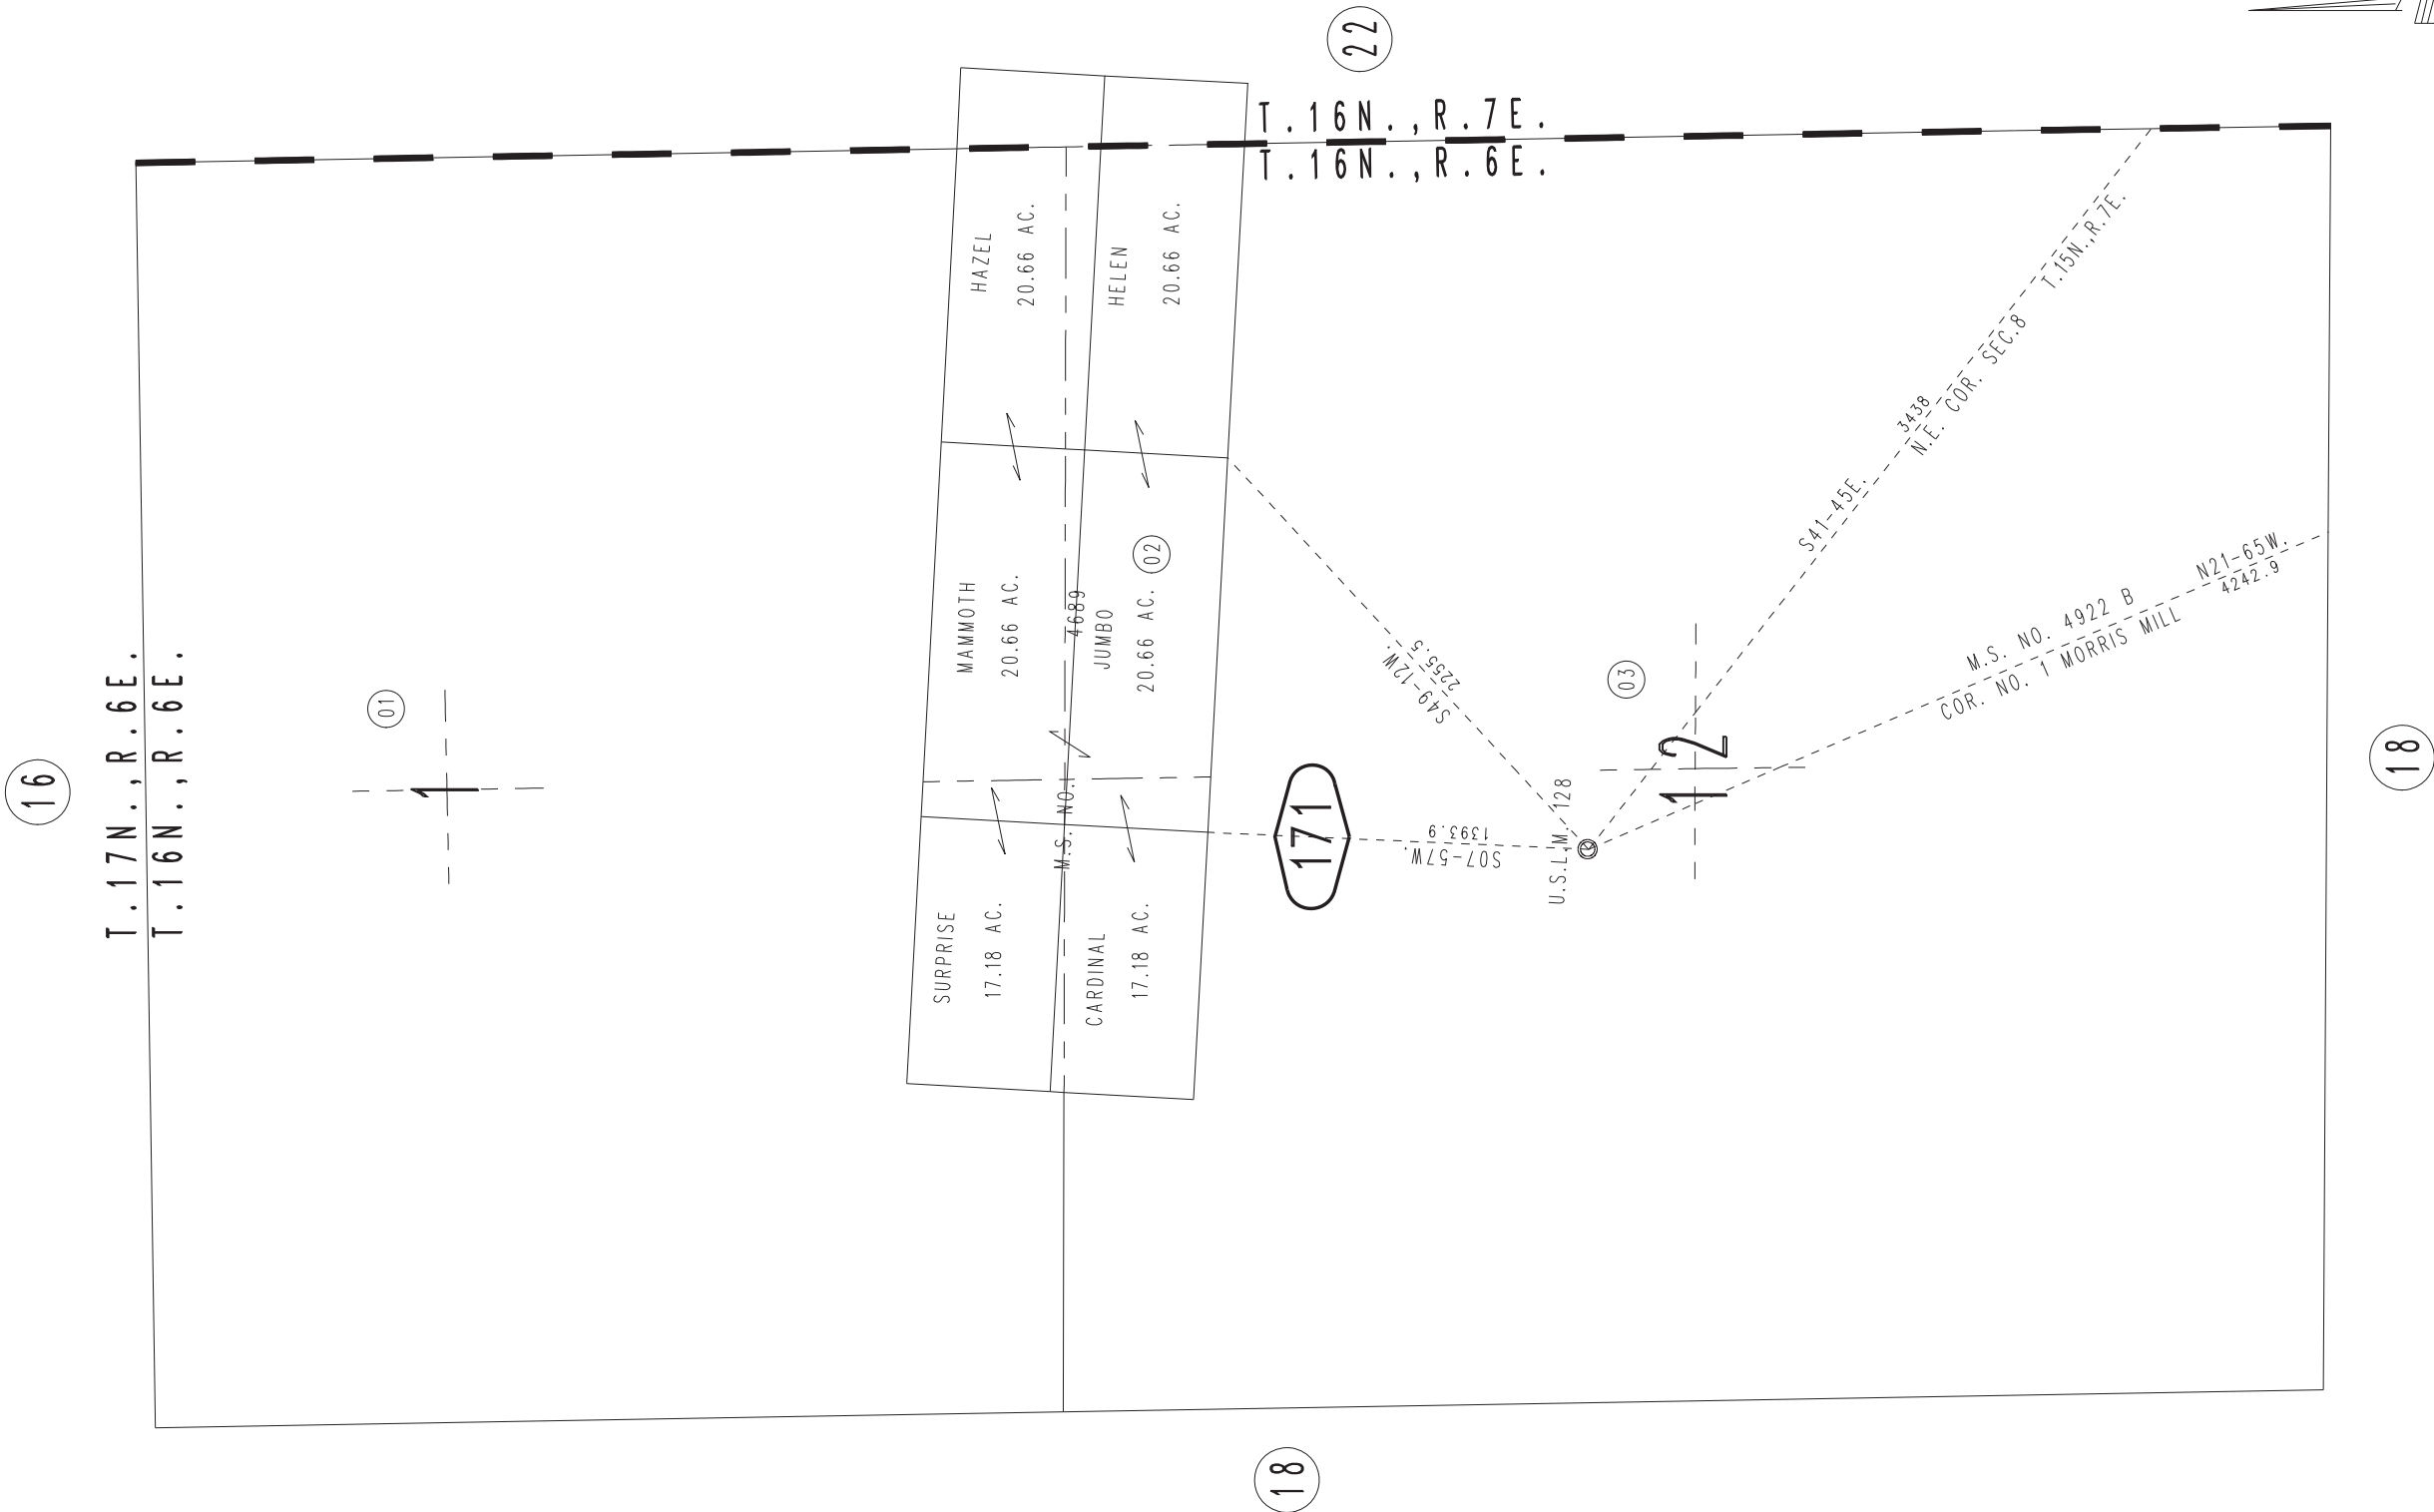 22
T.16N.,R.7E.
T.16N.,R.6E.
16
T.17N.,R.6E.
T.16N.,R.6E.
01
1
HAZEL
20.66 AC.
HELEN
20.66 AC.
MAMMOTH
20.66 AC.
M.S. NO. 4689
JUMBO
20.66 AC.
02
SURPRISE
17.18 AC.
CARDINAL
17.18 AC.
171
S49-12W.
2255.5
S07-57W.
1393.9
U.S.L.M. 128
03
12
S41-45E. 3438
N.E. COR. SEC.8 T.15N.,R.7E.
M.S. NO. 4922 B N21-65W.
COR. NO. 1 MORRIS MILL 4242.9
18
18